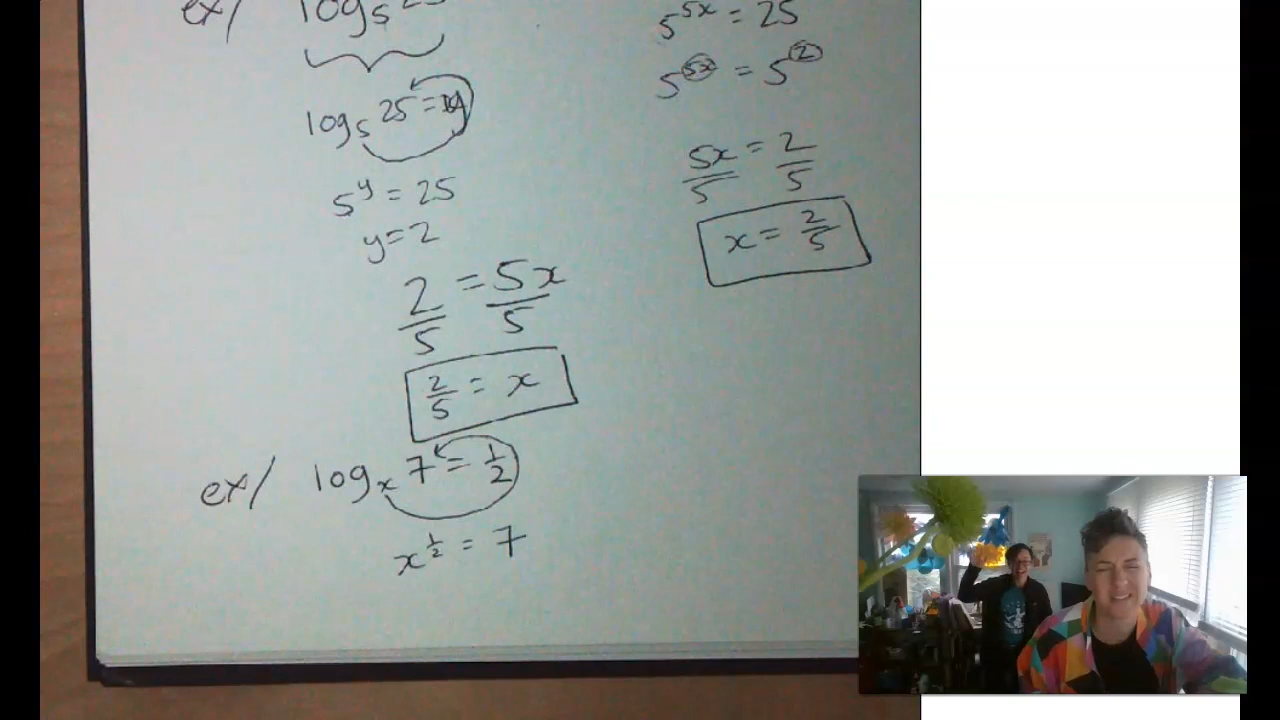 ex/ log₅ 25
log₅ 25 = y
5^y = 25
y = 2
2/5 = 5x/5
2/5 = x
5^5x = 25
5^5x = 5^2
5x/5 = 2/5
x = 2/5
ex/ logₓ 7 = 1/2
x^1/2 = 7